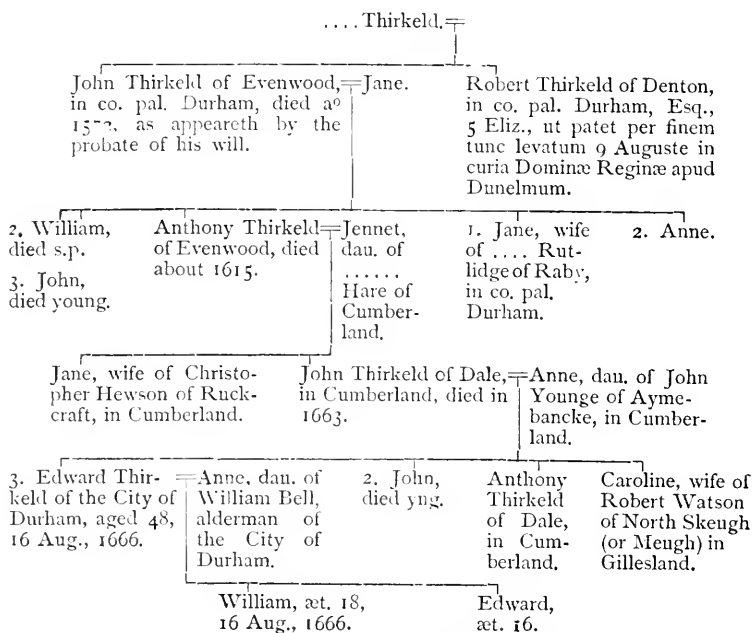 .... Thirkeld.
John Thirkeld of Evenwood,
in co. pal. Durham, died aº
as appeareth by the
probate of his will.
Jane.
Robert Thirkeld of Denton,
in co. pal. Durham, Esq.,
5 Eliz., ut patet per finem
tunc levatum 9 Auguste in
curia Dominæ Reginæ apud
Dunelmum.
2. William,
died s.p.
3. John,
died young.
Anthony Thirkeld
of Evenwood, died
about 1615.
Jennet,
dau. of
......
Hare of
Cumber-
land.
1. Jane, wife
of .... Rut-
lidge of Raby,
in co. pal.
Durham.
2. Anne.
Jane, wife of Christo-
pher Hewson of Ruck-
craft, in Cumberland.
John Thirkeld of Dale,
in Cumberland, died in
1663.
Anne, dau. of John
Younge of Ayme-
bancke, in Cumber-
land.
3. Edward Thir-
keld of the City of
Durham, aged 48,
16 Aug., 1666.
Anne, dau. of
William Bell,
alderman of
the City of
Durham.
2. John,
died yng.
Anthony
Thirkeld
of Dale,
in Cum-
berland.
Caroline, wife of
Robert Watson
of North Skeugh
(or Meugh) in
Gillesland.
William, æt. 18,
16 Aug., 1666.
Edward,
æt. 16.